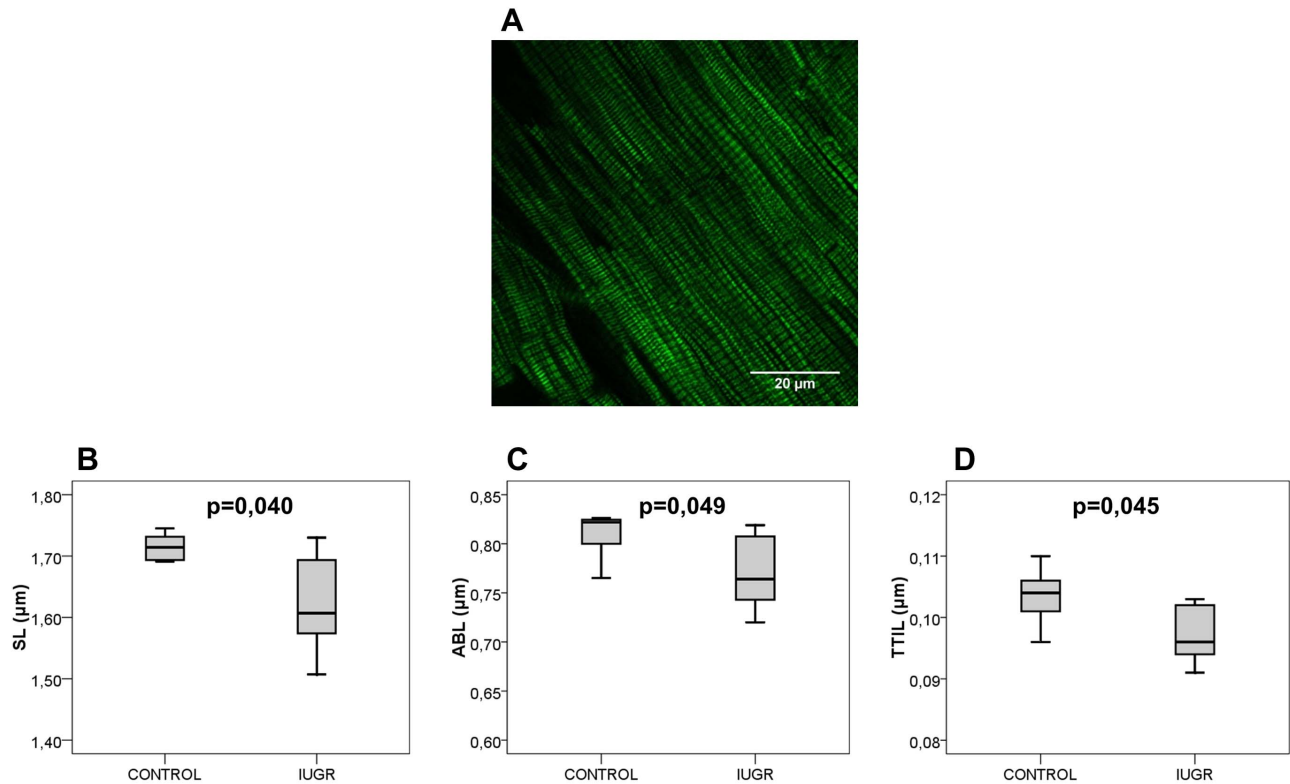 A
20 µm
B
p=0,040
SL (µm)
1,80
1,70
1,60
1,50
1,40
CONTROL
IUGR
C
p=0,049
ABL (µm)
0,85
0,80
0,75
0,70
0,65
0,60
CONTROL
IUGR
D
p=0,045
TTIL (µm)
0,12
0,11
0,10
0,09
0,08
CONTROL
IUGR